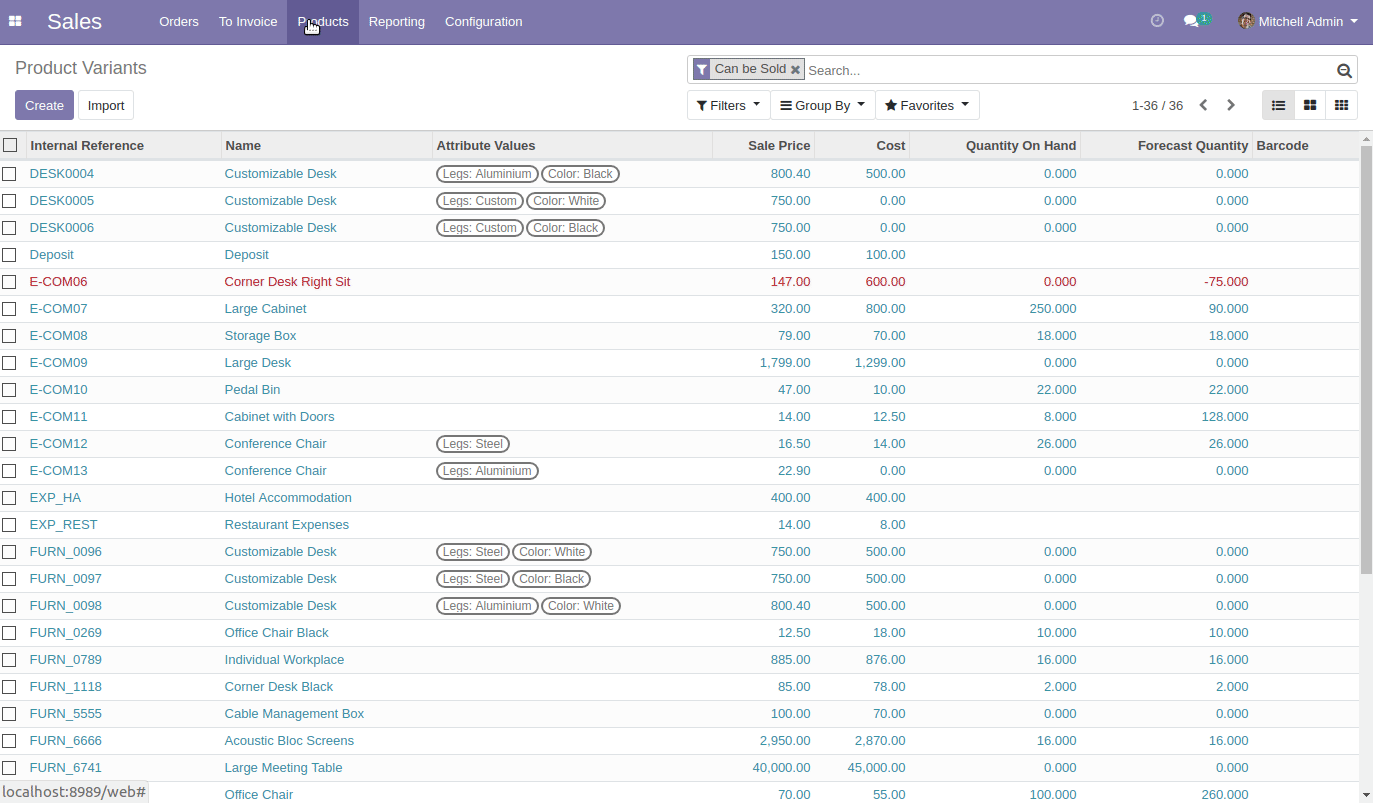 Sales Orders To Invoice Products Reporting Configuration 1 Mitchell Admin
Product Variants Can be Sold Search...
Create Import Filters Group By Favorites 1-36 / 36
Internal Reference Name Attribute Values Sale Price Cost Quantity On Hand Forecast Quantity Barcode
DESK0004 Customizable Desk Legs: Aluminium Color: Black 800.40 500.00 0.000 0.000
DESK0005 Customizable Desk Legs: Custom Color: White 750.00 0.00 0.000 0.000
DESK0006 Customizable Desk Legs: Custom Color: Black 750.00 0.00 0.000 0.000
Deposit Deposit 150.00 100.00
E-COM06 Corner Desk Right Sit 147.00 600.00 0.000 -75.000
E-COM07 Large Cabinet 320.00 800.00 250.000 90.000
E-COM08 Storage Box 79.00 70.00 18.000 18.000
E-COM09 Large Desk 1,799.00 1,299.00 0.000 0.000
E-COM10 Pedal Bin 47.00 10.00 22.000 22.000
E-COM11 Cabinet with Doors 14.00 12.50 8.000 128.000
E-COM12 Conference Chair Legs: Steel 16.50 14.00 26.000 26.000
E-COM13 Conference Chair Legs: Aluminium 22.90 0.00 0.000 0.000
EXP_HA Hotel Accommodation 400.00 400.00
EXP_REST Restaurant Expenses 14.00 8.00
FURN_0096 Customizable Desk Legs: Steel Color: White 750.00 500.00 0.000 0.000
FURN_0097 Customizable Desk Legs: Steel Color: Black 750.00 500.00 0.000 0.000
FURN_0098 Customizable Desk Legs: Aluminium Color: White 800.40 500.00 0.000 0.000
FURN_0269 Office Chair Black 12.50 18.00 10.000 10.000
FURN_0789 Individual Workplace 885.00 876.00 16.000 16.000
FURN_1118 Corner Desk Black 85.00 78.00 2.000 2.000
FURN_5555 Cable Management Box 100.00 70.00 0.000 0.000
FURN_6666 Acoustic Bloc Screens 2,950.00 2,870.00 16.000 16.000
FURN_6741 Large Meeting Table 40,000.00 45,000.00 0.000 0.000
localhost:8989/web# Office Chair 70.00 55.00 100.000 260.000